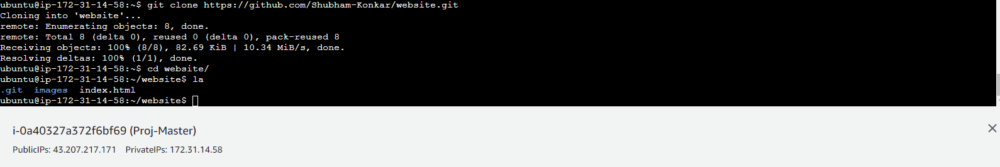 ubuntu@ip-172-31-14-58:~$ git clone https://github.com/Shubham-Konkar/website.git
Cloning into 'website'...
remote: Enumerating objects: 8, done.
remote: Total 8 (delta 0), reused 0 (delta 0), pack-reused 8
Receiving objects: 100% (8/8), 82.69 KiB | 10.34 MiB/s, done.
Resolving deltas: 100% (1/1), done.
ubuntu@ip-172-31-14-58:~$ cd website/
ubuntu@ip-172-31-14-58:~/website$ la
.git  images  index.html
ubuntu@ip-172-31-14-58:~/website$
i-0a40327a372f6bf69 (Proj-Master)
PublicIPs: 43.207.217.171 PrivateIPs: 172.31.14.58